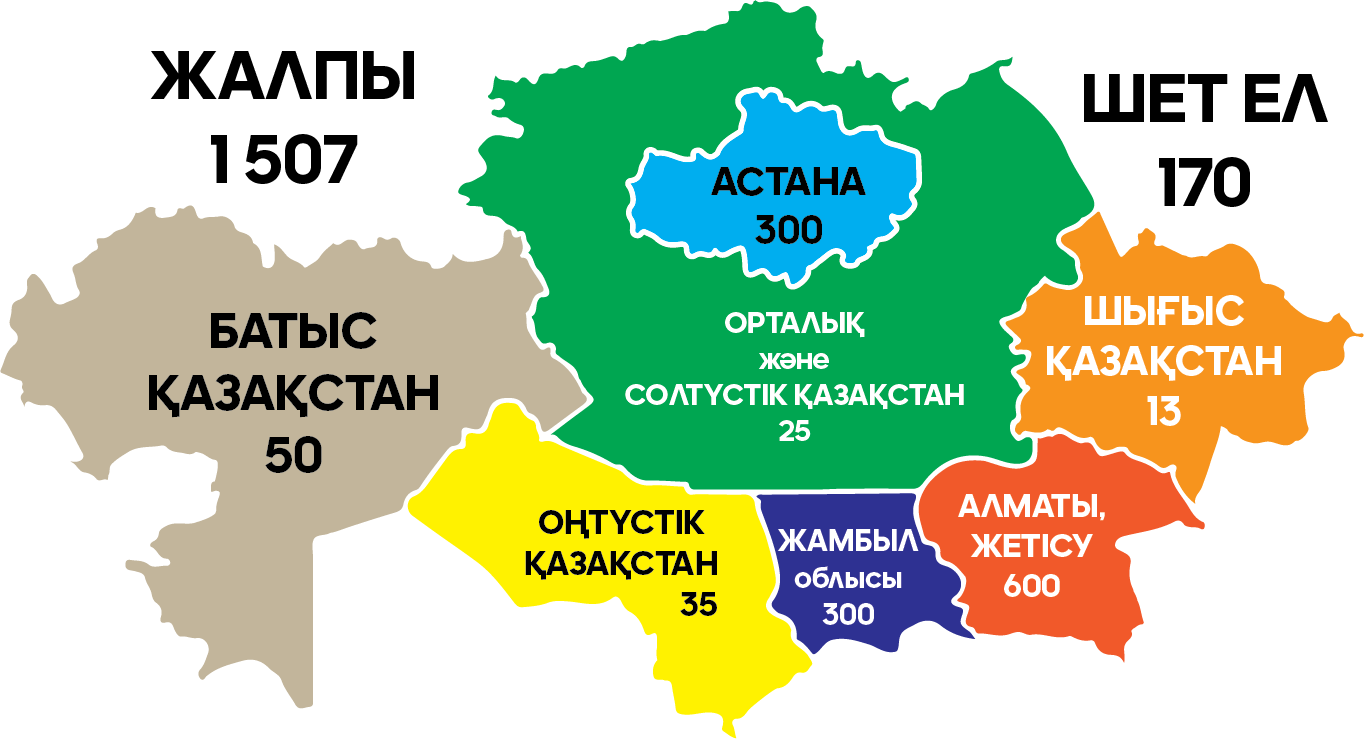 ЖАЛПЫ
1 507
ШЕТ ЕЛ
170
АСТАНА
300
БАТЫС
ҚАЗАҚСТАН
50
ОРТАЛЫҚ
және
СОЛТҮСТІК ҚАЗАҚСТАН
25
ШЫҒЫС
ҚАЗАҚСТАН
13
ОҢТҮСТІК
ҚАЗАҚСТАН
35
ЖАМБЫЛ
облысы
300
АЛМАТЫ,
ЖЕТІСУ
600